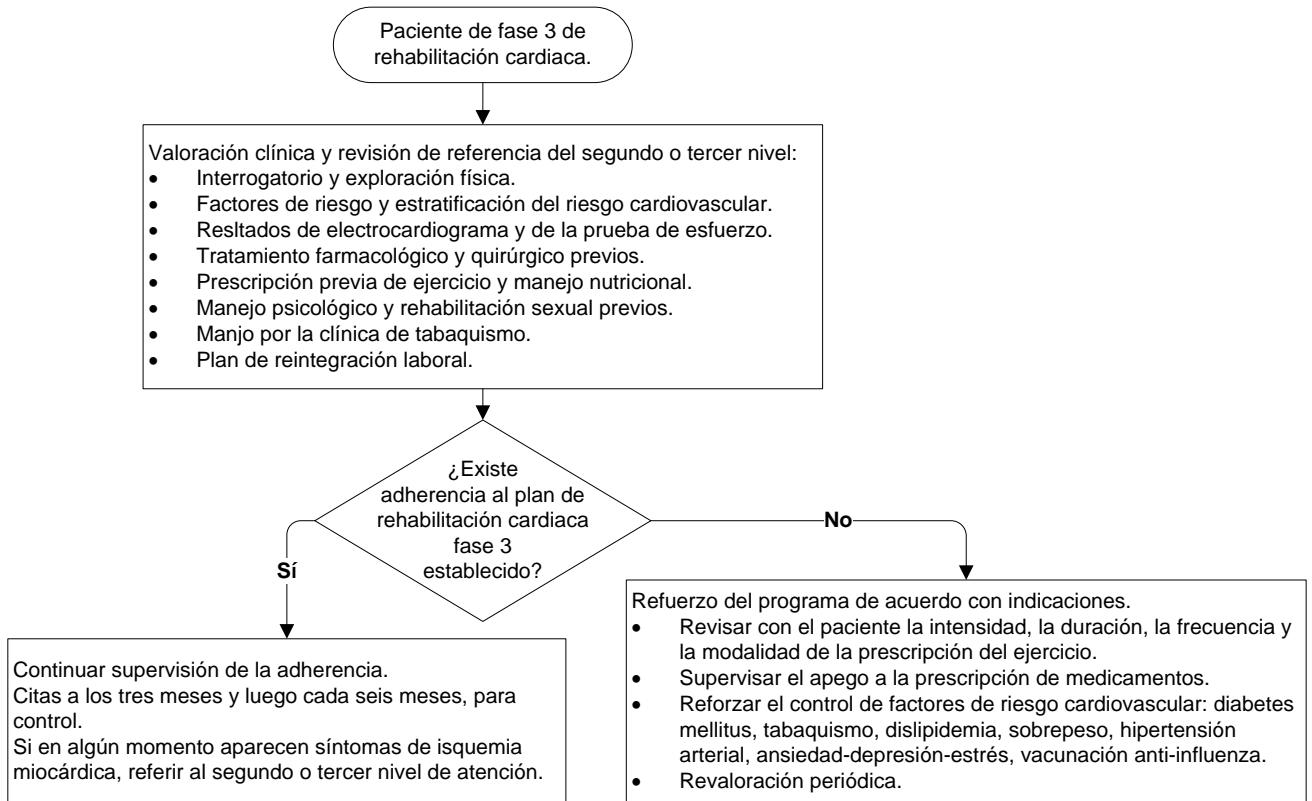 Paciente de fase 3 de
rehabilitación cardiaca.
Valoración clínica y revisión de referencia del segundo o tercer nivel:
• Interrogatorio y exploración física.
• Factores de riesgo y estratificación del riesgo cardiovascular.
• Resltados de electrocardiograma y de la prueba de esfuerzo.
• Tratamiento farmacológico y quirúrgico previos.
• Prescripción previa de ejercicio y manejo nutricional.
• Manejo psicológico y rehabilitación sexual previos.
• Manjo por la clínica de tabaquismo.
• Plan de reintegración laboral.
¿Existe
adherencia al plan de
rehabilitación cardiaca
fase 3
establecido?
Sí
No
Continuar supervisión de la adherencia.
Citas a los tres meses y luego cada seis meses, para
control.
Si en algún momento aparecen síntomas de isquemia
miocárdica, referir al segundo o tercer nivel de atención.
Refuerzo del programa de acuerdo con indicaciones.
• Revisar con el paciente la intensidad, la duración, la frecuencia y
la modalidad de la prescripción del ejercicio.
• Supervisar el apego a la prescripción de medicamentos.
• Reforzar el control de factores de riesgo cardiovascular: diabetes
mellitus, tabaquismo, dislipidemia, sobrepeso, hipertensión
arterial, ansiedad-depresión-estrés, vacunación anti-influenza.
• Revaloración periódica.